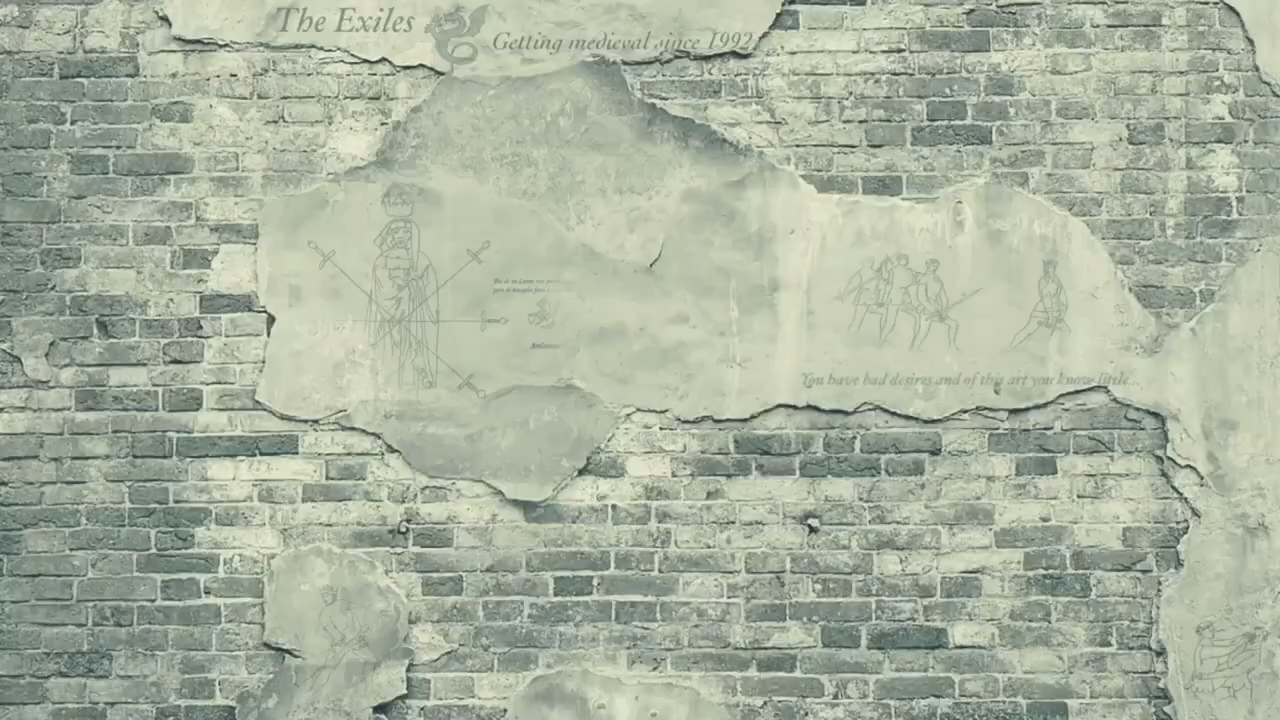 The Exiles
Getting medieval since 1992
You have bad desires and of this art you know little...